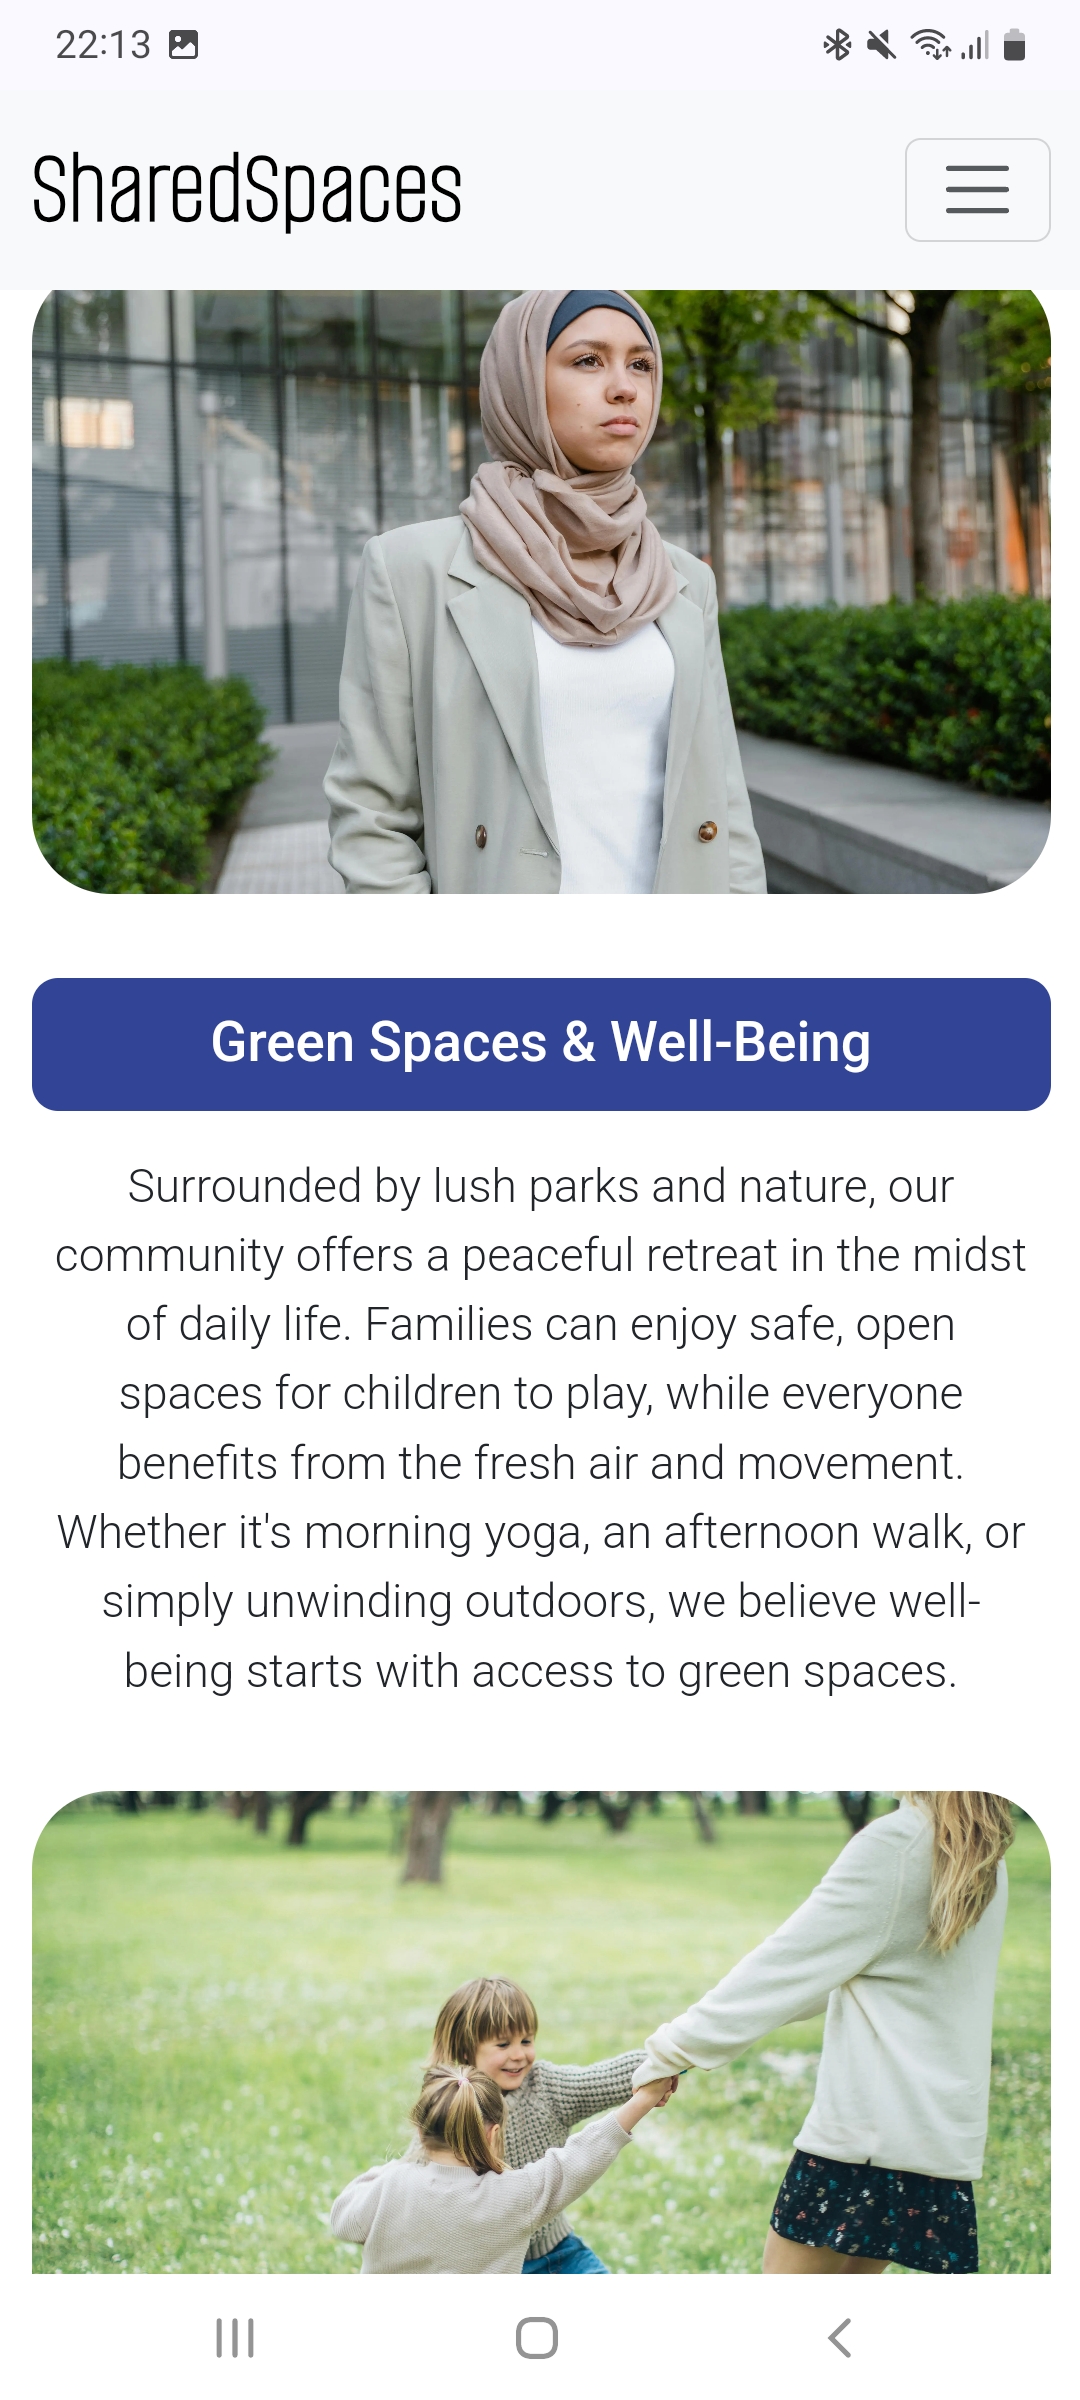 22:13
SharedSpaces
Green Spaces & Well-Being
Surrounded by lush parks and nature, our
community offers a peaceful retreat in the midst
of daily life. Families can enjoy safe, open
spaces for children to play, while everyone
benefits from the fresh air and movement.
Whether it's morning yoga, an afternoon walk, or
simply unwinding outdoors, we believe well-
being starts with access to green spaces.